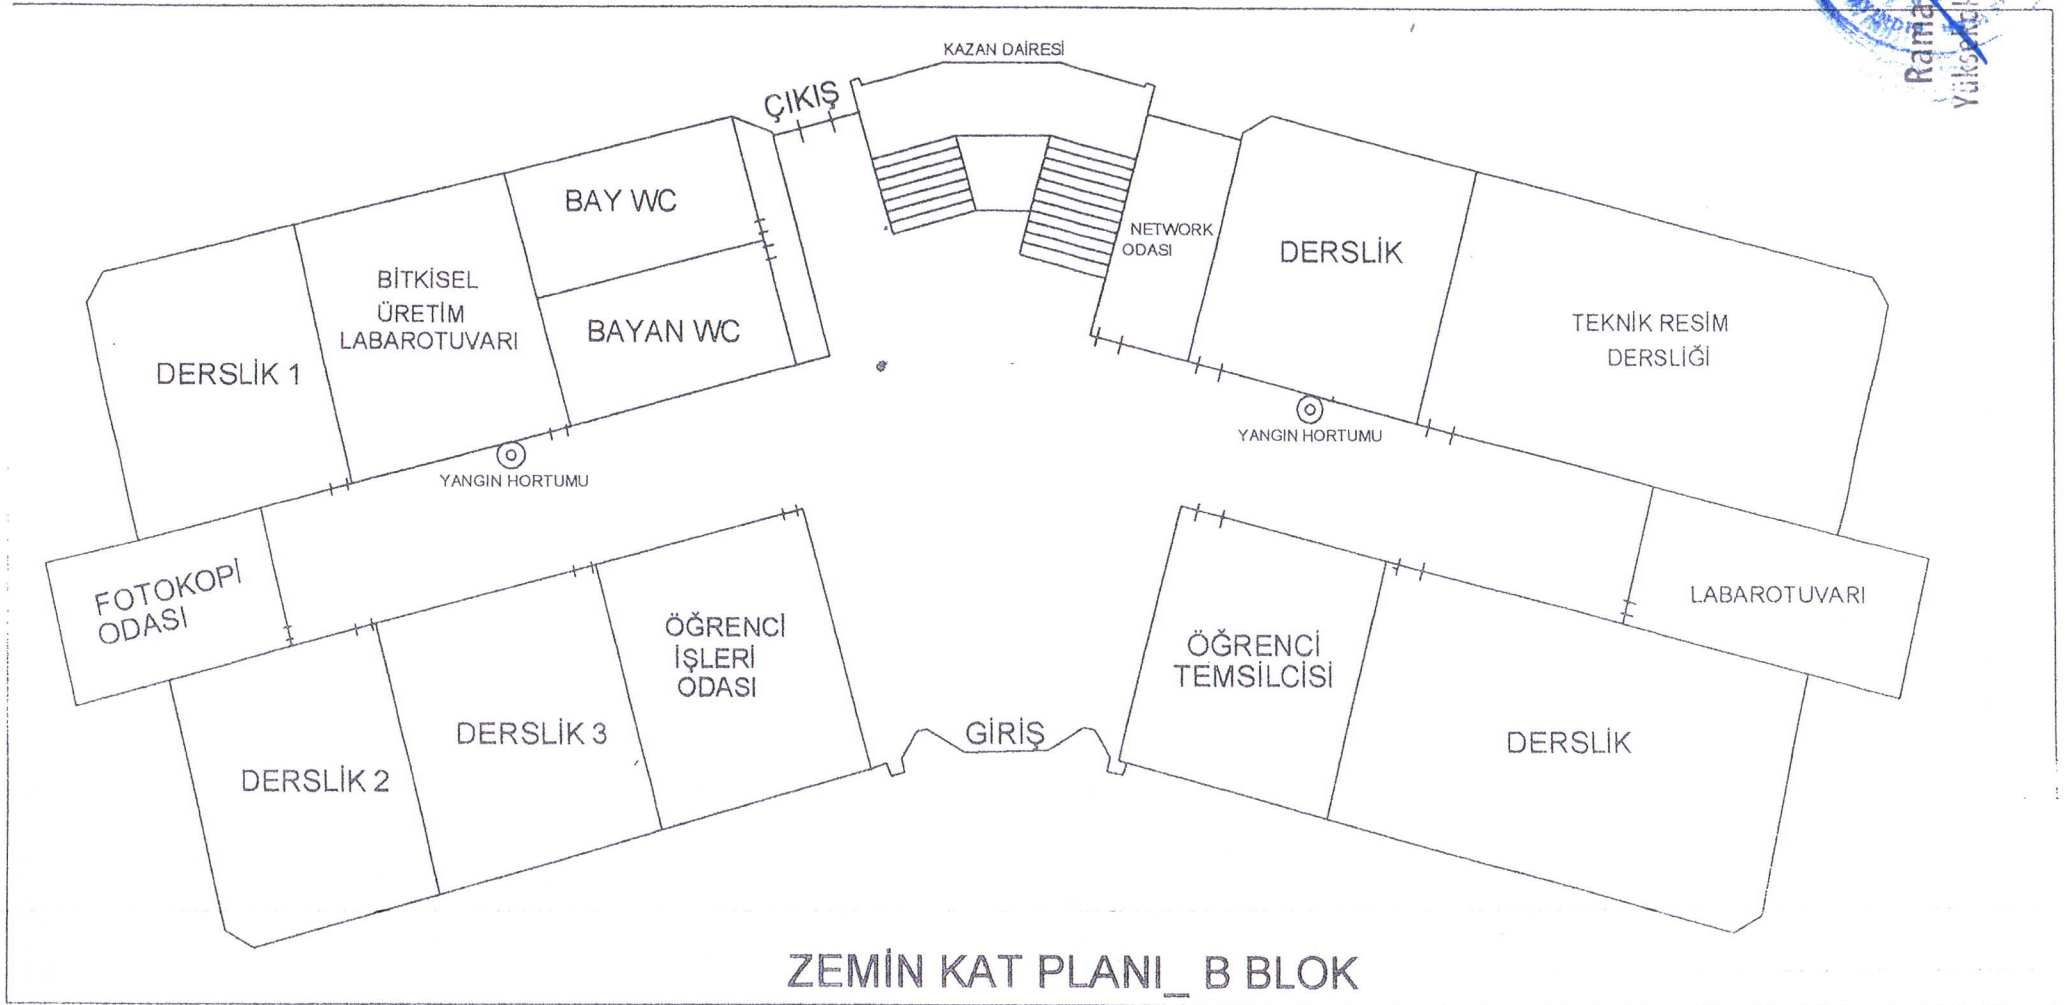 KAZAN DAİRESİ
ÇIKIŞ
Rama
BAY WC
BİTKİSEL
ÜRETİM
LABAROTUVARI
BAYAN WC
DERSLİK 1
NETWORK
ODASI
DERSLİK
TEKNİK RESİM
DERSLİĞİ
YANGIN HORTUMU
YANGIN HORTUMU
FOTOKOPİ
ODASI
ÖĞRENCİ
İŞLERİ
ODASI
DERSLİK 3
DERSLİK 2
GİRİŞ
ÖĞRENCİ
TEMSİLCİSİ
LABAROTUVARI
DERSLİK
ZEMİN KAT PLANI_ B BLOK